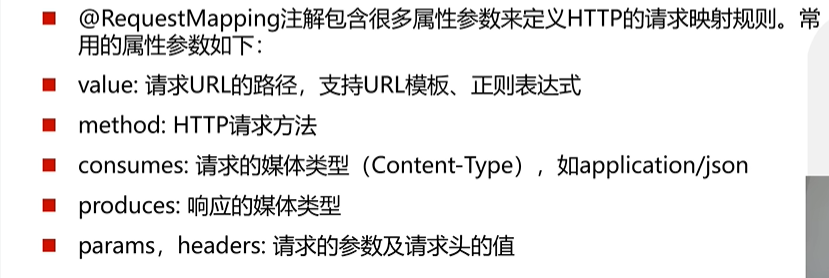 @RequestMapping注解包含很多属性参数来定义HTTP的请求映射规则。常
用的属性参数如下：
value: 请求URL的路径，支持URL模板、正则表达式
method: HTTP请求方法
consumes: 请求的媒体类型（Content-Type），如application/json
produces: 响应的媒体类型
params，headers: 请求的参数及请求头的值